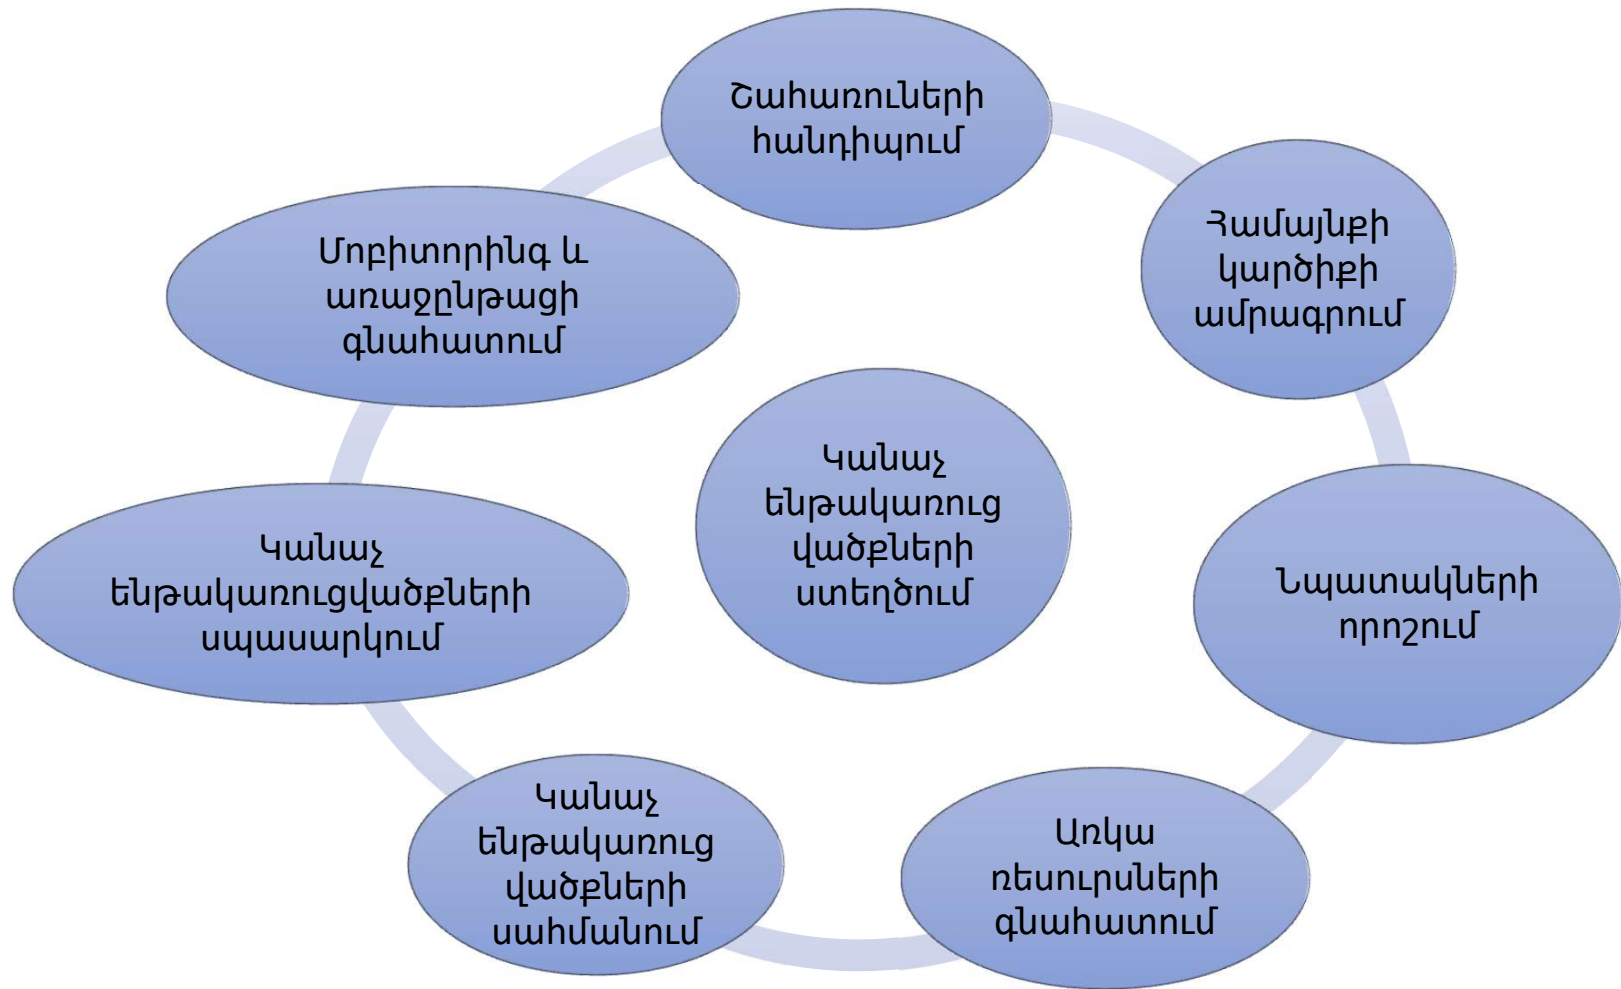 Շահառուների
հանդիպում
Համայնքի
կարծիքի
ամրագրում
Նպատակների
որոշում
Առկա
ռեսուրսների
գնահատում
Կանաչ
ենթակառուց
վածքների
սահմանում
Կանաչ
ենթակառուցվածքների
սպասարկում
Մոբիտորինգ և
առաջընթացի
գնահատում
Կանաչ
ենթակառուց
վածքների
ստեղծում